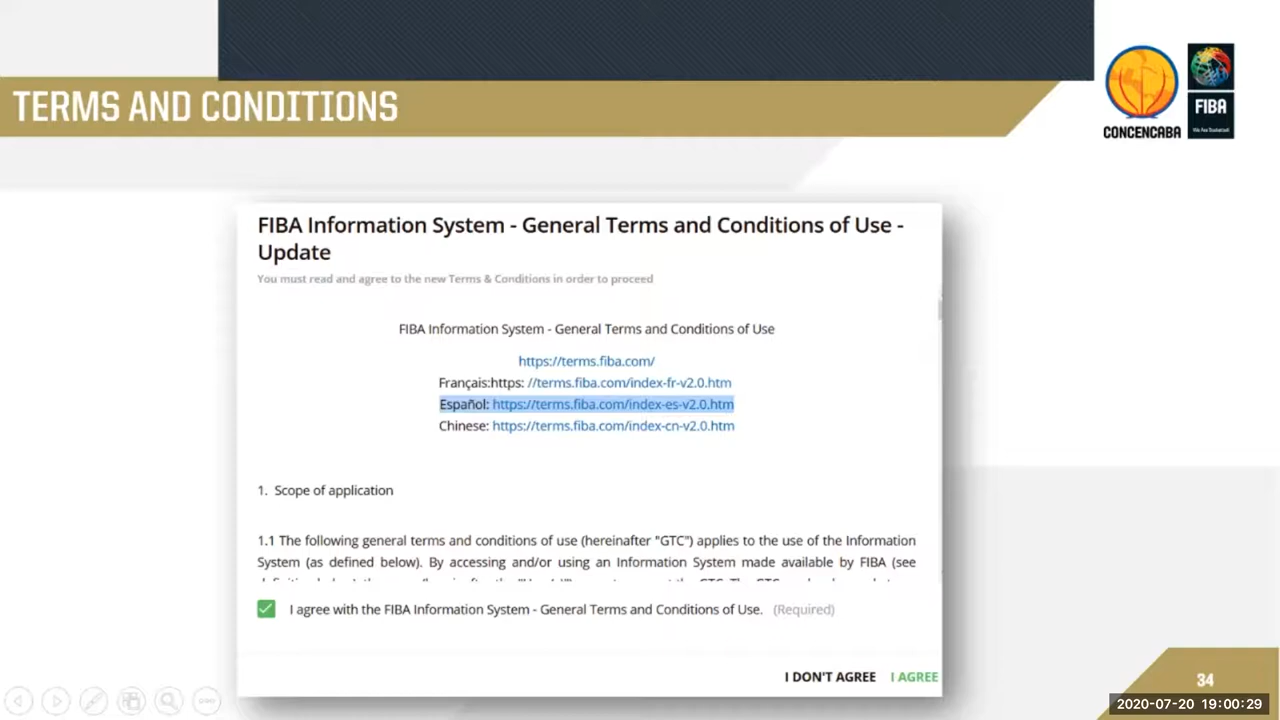 TERMS AND CONDITIONS
CONCENCABA
FIBA
We Are Basketball
FIBA Information System - General Terms and Conditions of Use -
Update
You must read and agree to the new Terms & Conditions in order to proceed
FIBA Information System - General Terms and Conditions of Use
https://terms.fiba.com/
Français:https: //terms.fiba.com/index-fr-v2.0.htm
Español: https://terms.fiba.com/index-es-v2.0.htm
Chinese: https://terms.fiba.com/index-cn-v2.0.htm
1. Scope of application
1.1 The following general terms and conditions of use (hereinafter "GTC") applies to the use of the Information
System (as defined below). By accessing and/or using an Information System made available by FIBA (see
I agree with the FIBA Information System - General Terms and Conditions of Use. (Required)
I DON'T AGREE I AGREE
34
2020-07-20 19:00:29